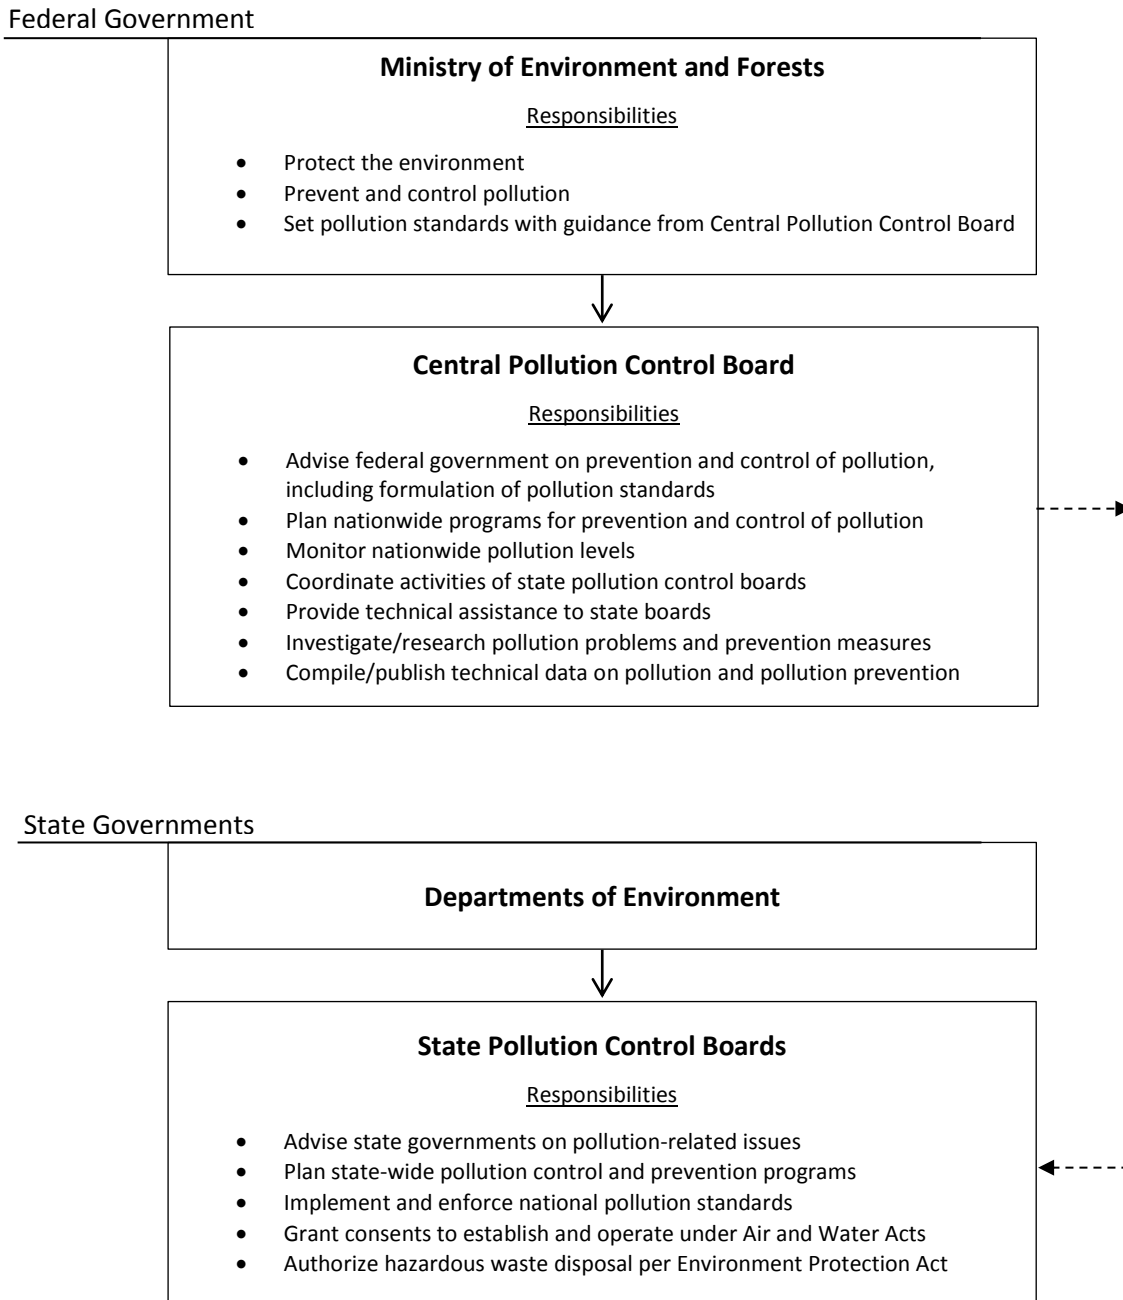 Federal Government
Ministry of Environment and Forests
Responsibilities
• Protect the environment
• Prevent and control pollution
• Set pollution standards with guidance from Central Pollution Control Board
Central Pollution Control Board
Responsibilities
• Advise federal government on prevention and control of pollution,
including formulation of pollution standards
• Plan nationwide programs for prevention and control of pollution
• Monitor nationwide pollution levels
• Coordinate activities of state pollution control boards
• Provide technical assistance to state boards
• Investigate/research pollution problems and prevention measures
• Compile/publish technical data on pollution and pollution prevention
State Governments
Departments of Environment
State Pollution Control Boards
Responsibilities
• Advise state governments on pollution-related issues
• Plan state-wide pollution control and prevention programs
• Implement and enforce national pollution standards
• Grant consents to establish and operate under Air and Water Acts
• Authorize hazardous waste disposal per Environment Protection Act